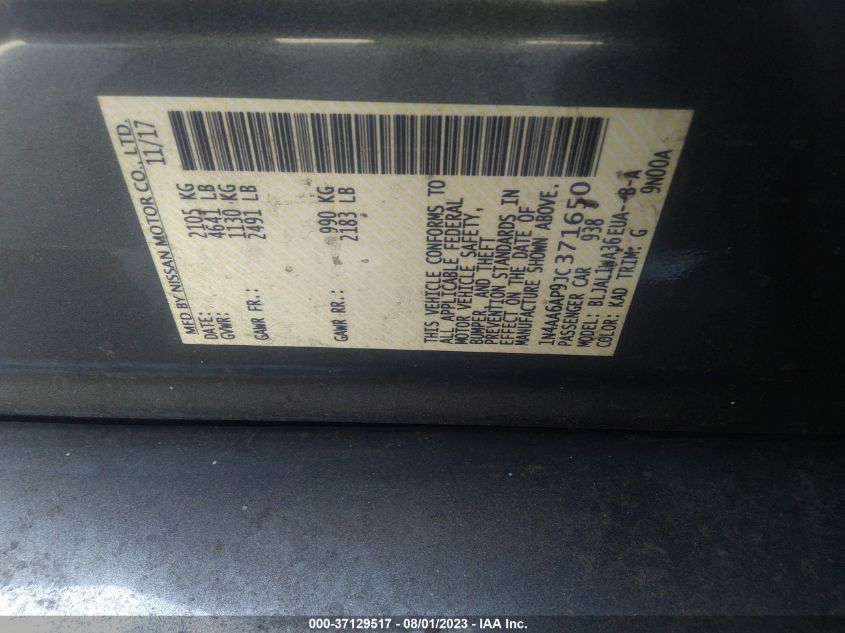 MFD BY NISSAN MOTOR CO., LTD.
DATE: 11/17
GVWR: 2105 KG
4641 LB
GAWR FR.: 1130 KG
2491 LB
GAWR RR.: 990 KG
2183 LB
THIS VEHICLE CONFORMS TO
ALL APPLICABLE FEDERAL
MOTOR VEHICLE SAFETY,
BUMPER, AND THEFT
PREVENTION STANDARDS IN
EFFECT ON THE DATE OF
MANUFACTURE SHOWN ABOVE.
1N4AA6AP9JC371650
PASSENGER CAR 938
MODEL: BLJALlWA36EUA--B-A
COLOR: KAD TRIM: G 9N00A
000-37129517 - 08/01/2023 - IAA Inc.